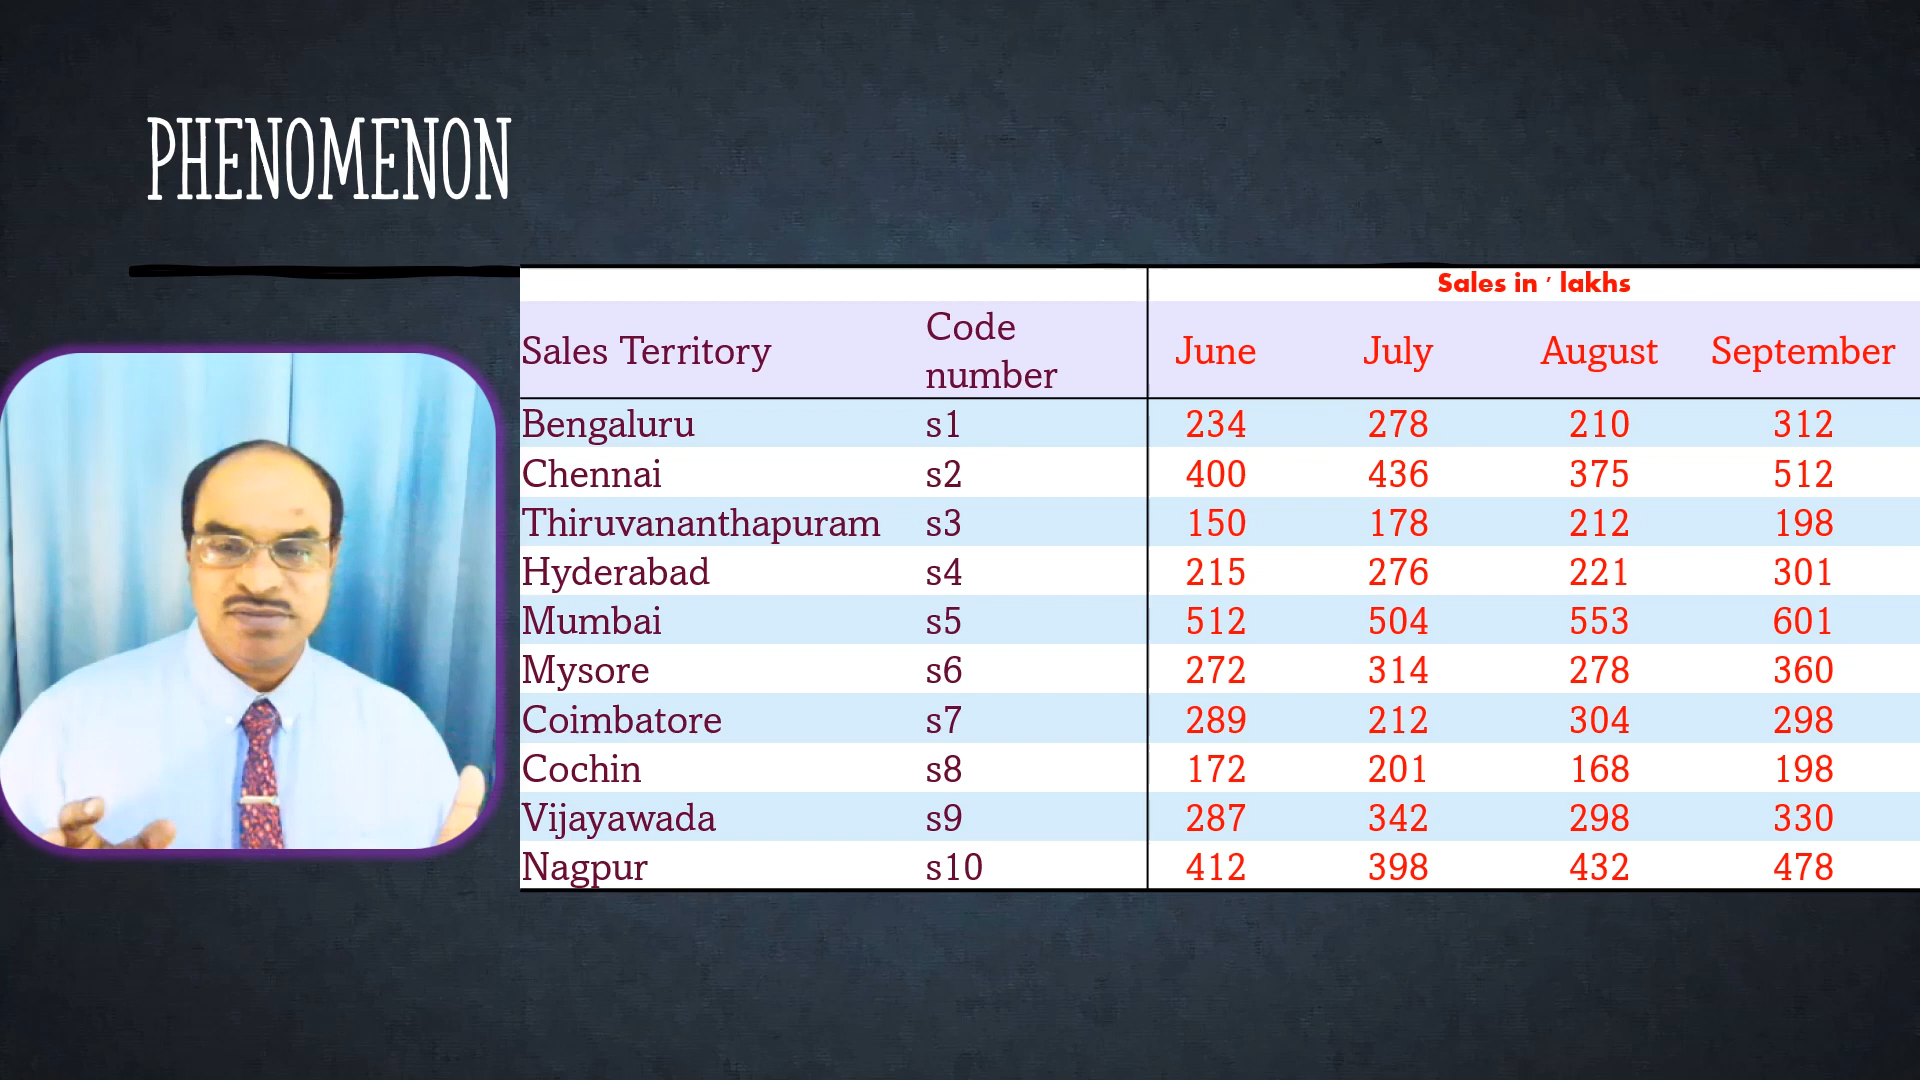 PHENOMENON
Sales in ' lakhs
Sales Territory Code number June July August September
Bengaluru s1 234 278 210 312
Chennai s2 400 436 375 512
Thiruvananthapuram s3 150 178 212 198
Hyderabad s4 215 276 221 301
Mumbai s5 512 504 553 601
Mysore s6 272 314 278 360
Coimbatore s7 289 212 304 298
Cochin s8 172 201 168 198
Vijayawada s9 287 342 298 330
Nagpur s10 412 398 432 478